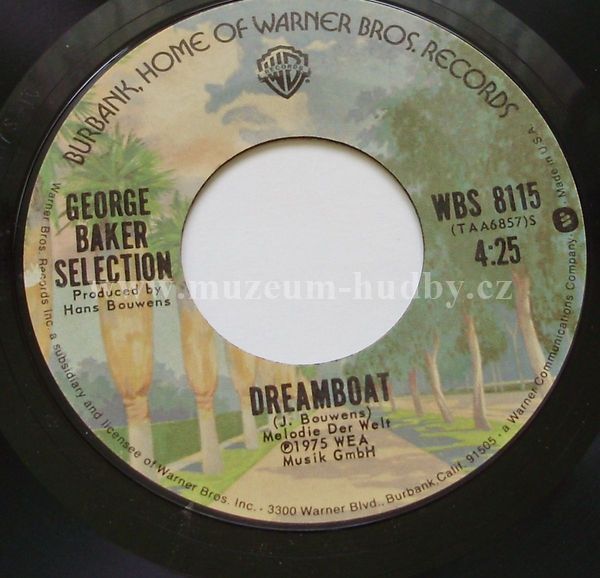 BURBANK, HOME OF WARNER BROS. RECORDS
RECORDS
GEORGE
BAKER
SELECTION
Produced by
Hans Bouwens
WBS 8115
(TAA6857)S
4:25
Made in U.S.A.
www.muzeum-hudby.cz
DREAMBOAT
(J. Bouwens)
Melodie Der Welt
℗1975 WEA
Musik GmbH
Warner Bros. Records Inc. a subsidiary and licensee of Warner Bros. Inc. - 3300 Warner Blvd., Burbank, Calif. 91505 - a Warner Communications Company.